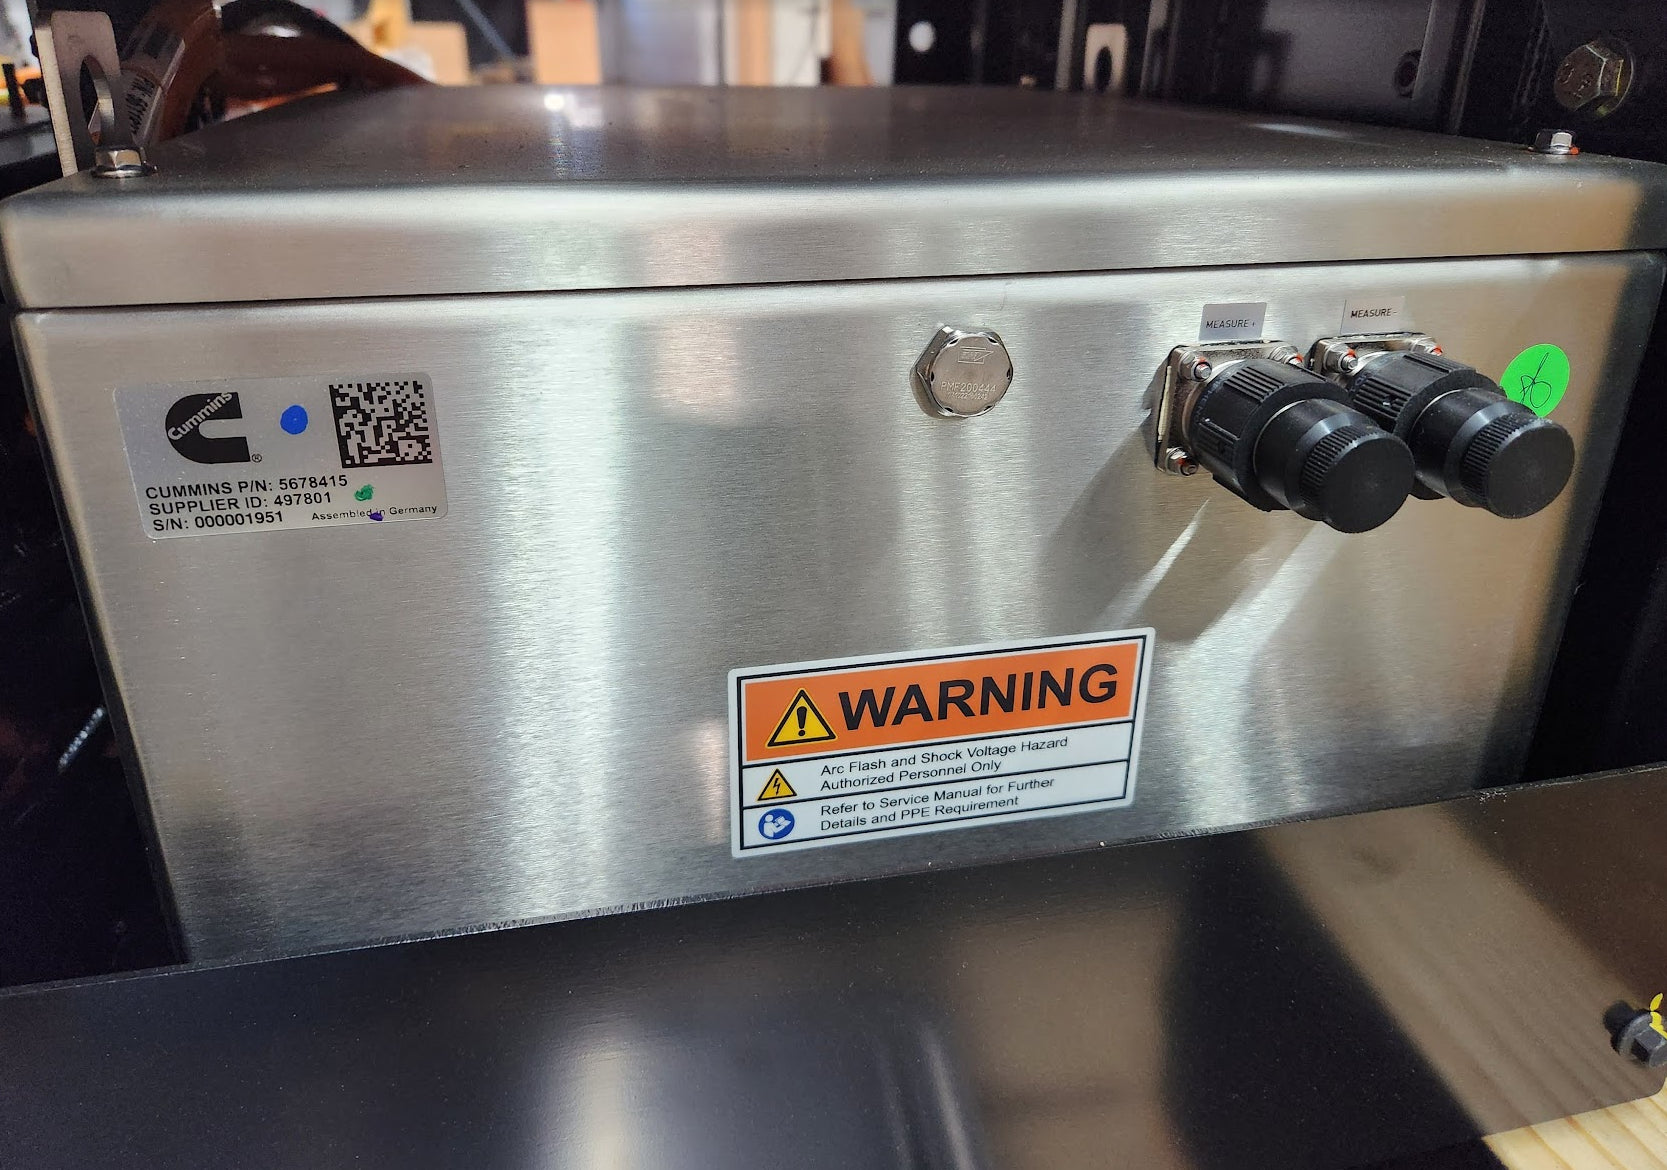 MEASURE +
MEASURE-
PMF200444
Cummins
®
CUMMINS P/N: 5678415
SUPPLIER ID: 497801
S/N: 000001951
Assembled in Germany
WARNING
Arc Flash and Shock Voltage Hazard
Authorized Personnel Only
Refer to Service Manual for Further
Details and PPE Requirement